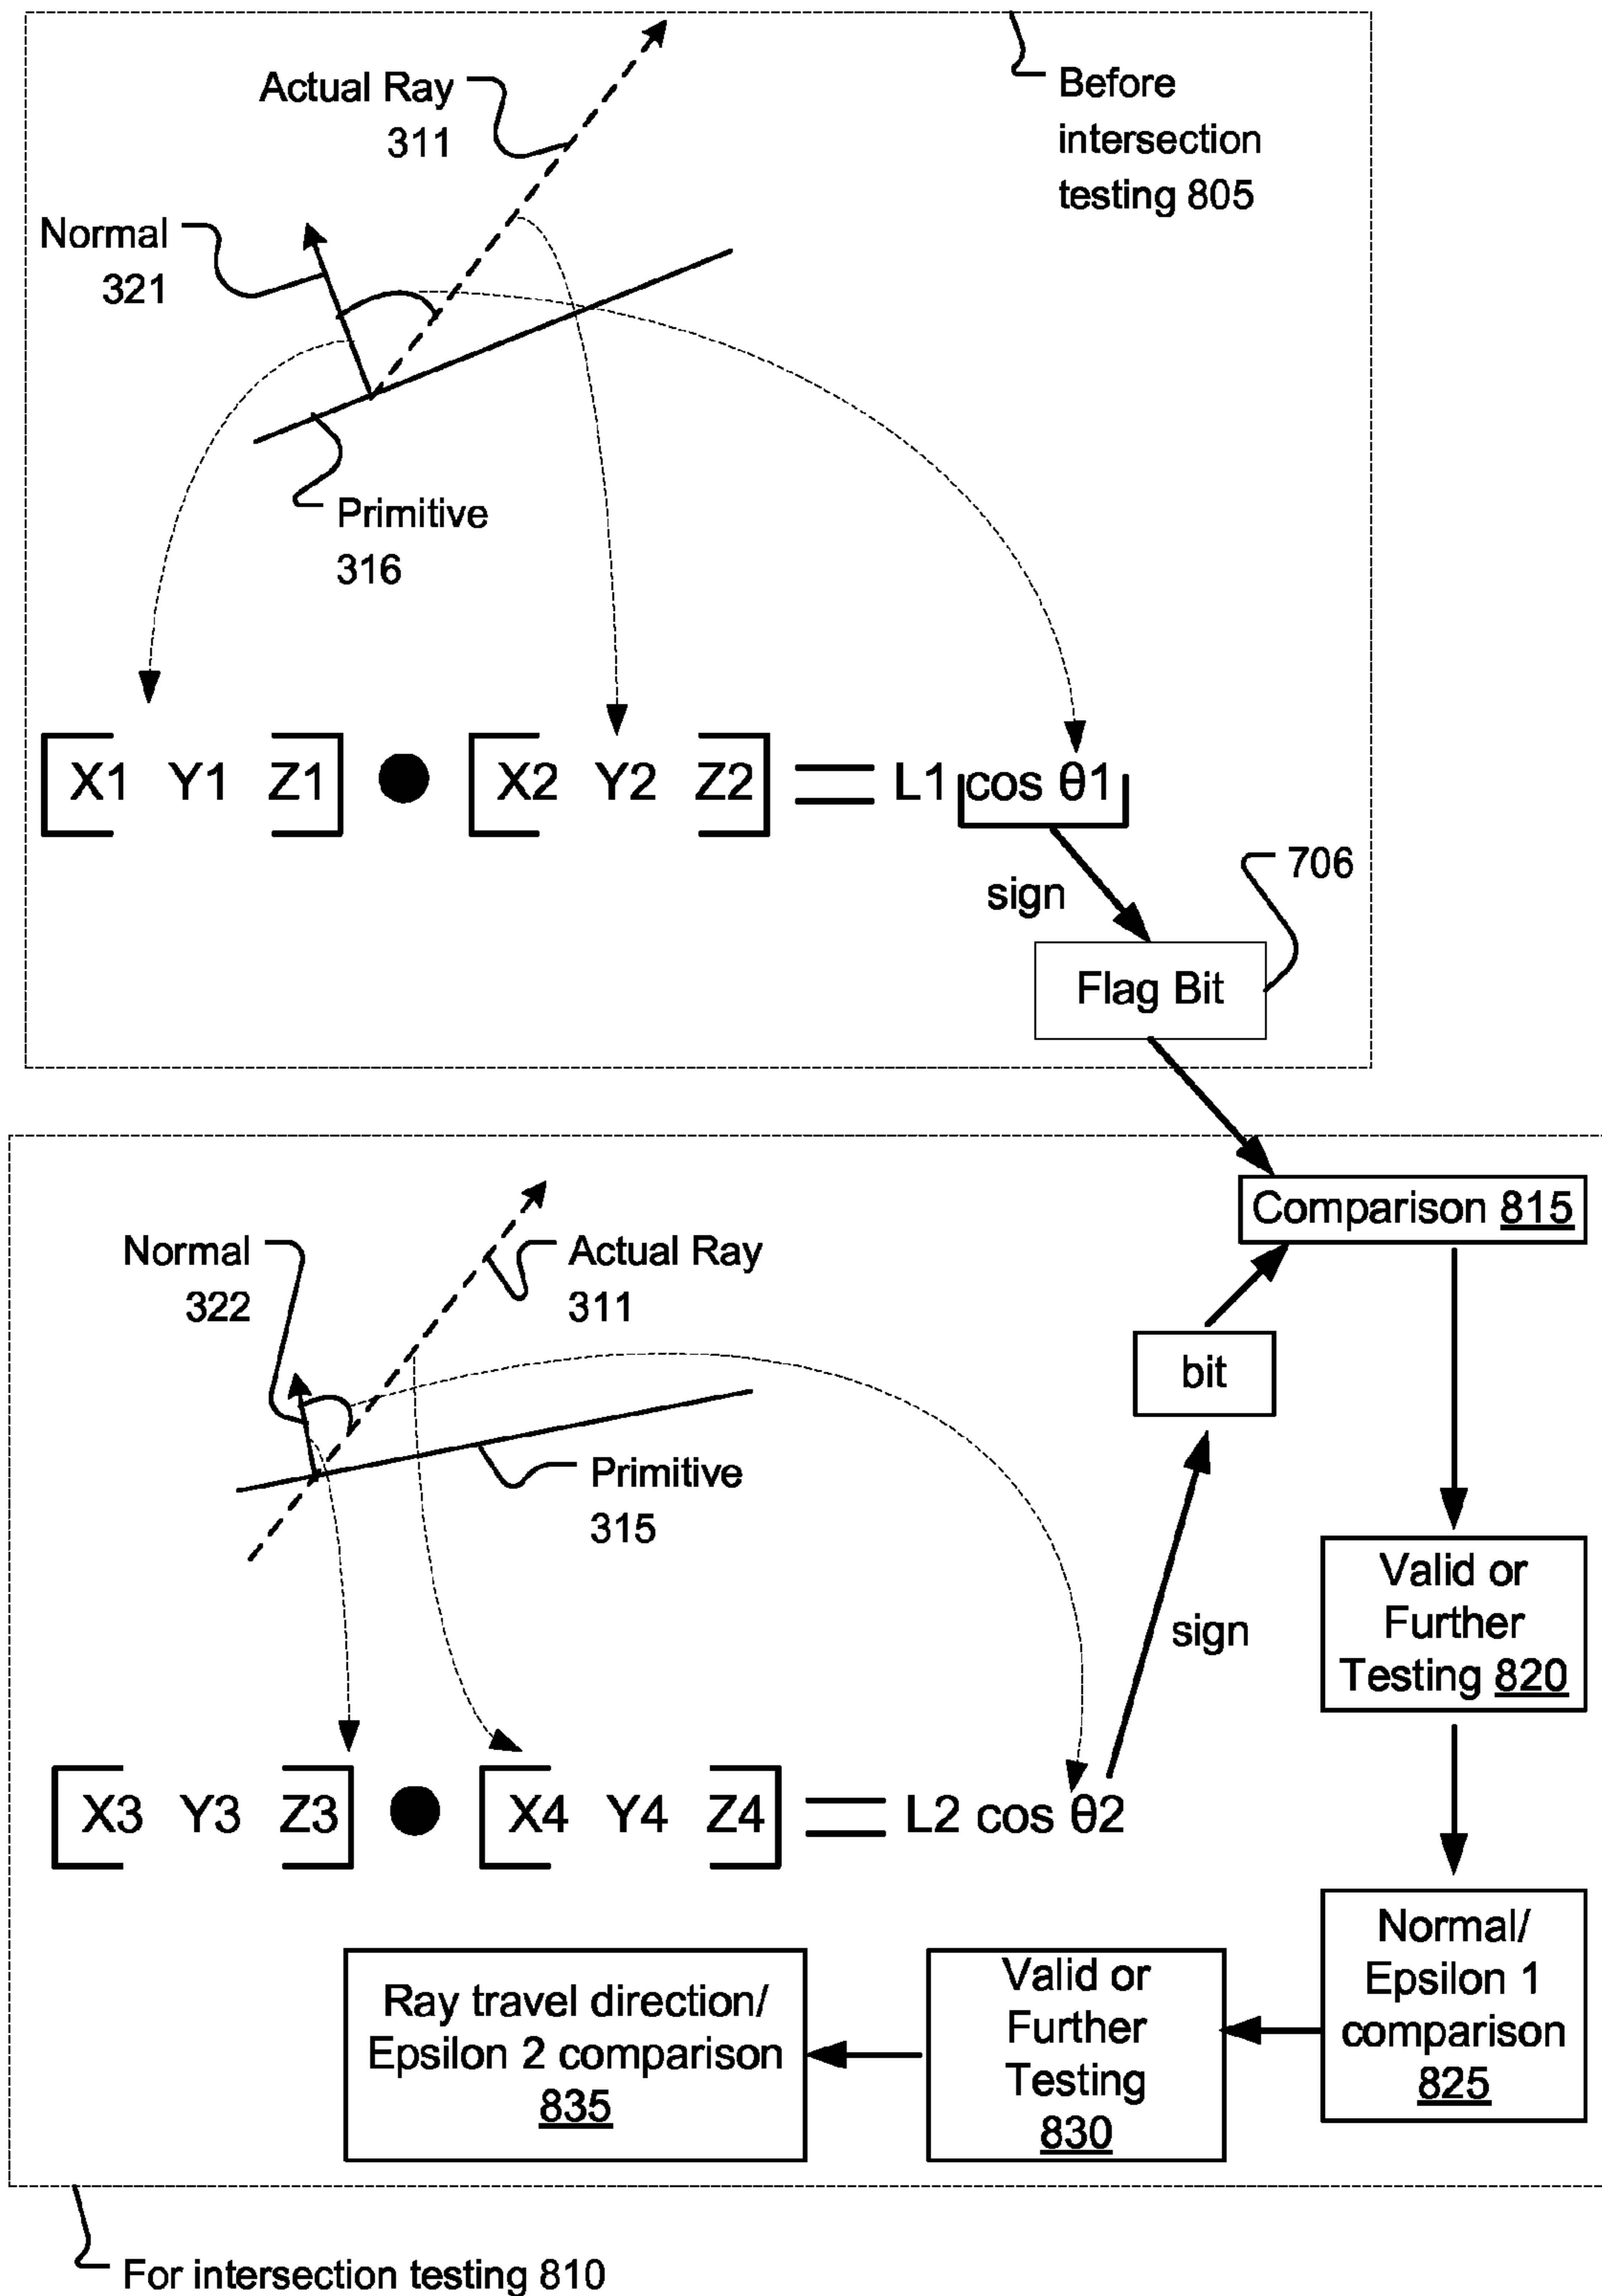 Actual Ray
311
Before
intersection
testing 805
Normal
321
Primitive
316
X1 Y1 Z1 ● X2 Y2 Z2 = L1 cos θ1
sign
706
Flag Bit
Comparison 815
Normal
322
Actual Ray
311
bit
Primitive
315
Valid or
Further
Testing 820
sign
X3 Y3 Z3 ● X4 Y4 Z4 = L2 cos θ2
Normal/
Epsilon 1
comparison
825
Valid or
Further
Testing
830
Ray travel direction/
Epsilon 2 comparison
835
For intersection testing 810